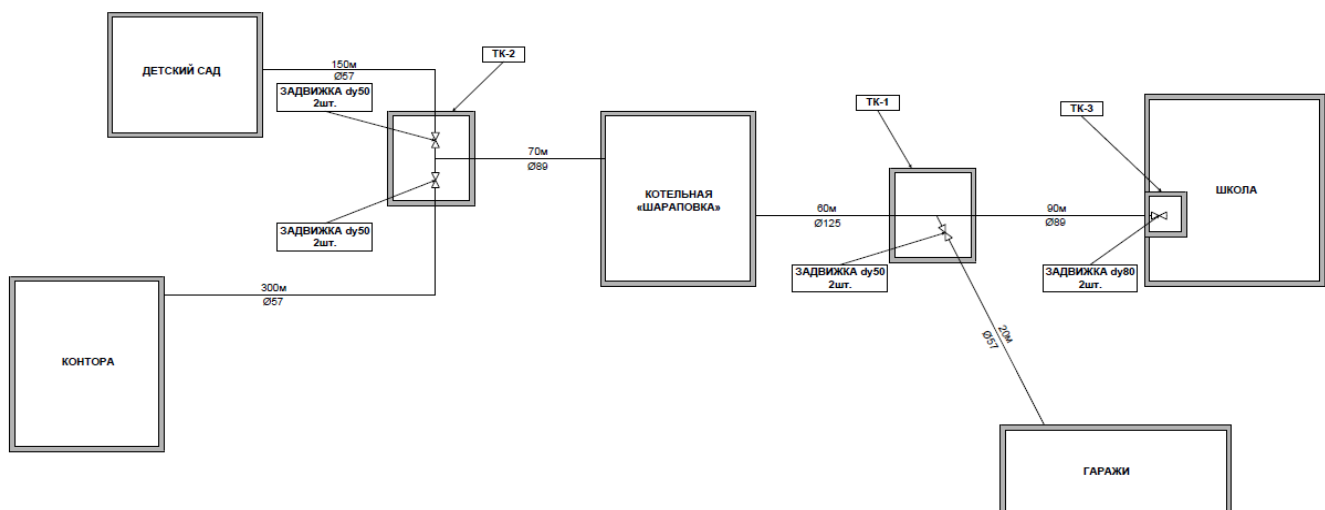 ДЕТСКИЙ САД
150м
Ø57
ТК-2
ЗАДВИЖКА dy50
2шт.
70м
Ø89
ЗАДВИЖКА dy50
2шт.
300м
Ø57
КОНТОРА
КОТЕЛЬНАЯ
«ШАРАПОВКА»
60м
Ø125
ТК-1
ЗАДВИЖКА dy50
2шт.
90м
Ø89
ТК-3
ШКОЛА
ЗАДВИЖКА dy80
2шт.
20м
Ø57
ГАРАЖИ